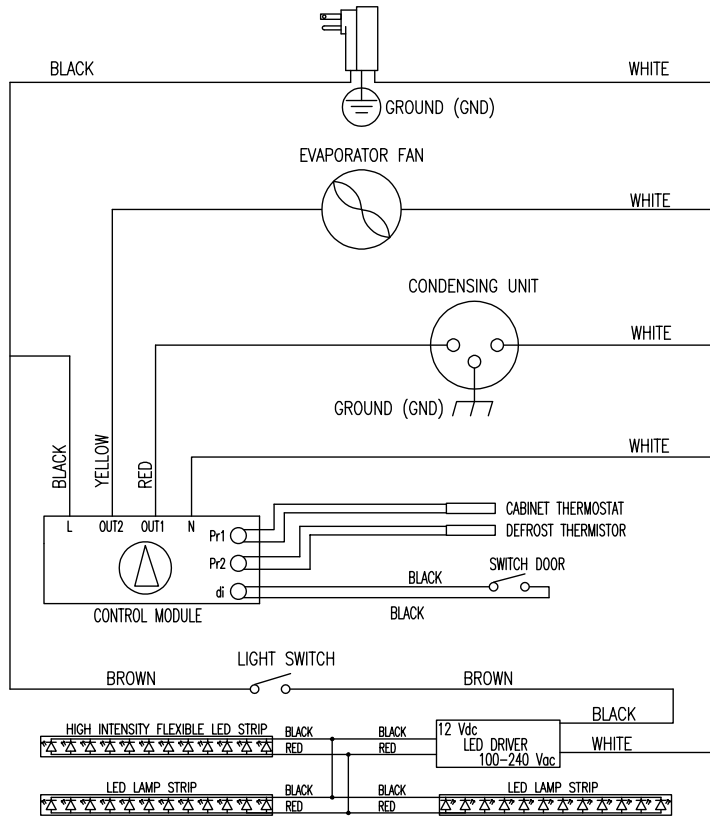 BLACK
WHITE
GROUND (GND)
EVAPORATOR FAN
WHITE
CONDENSING UNIT
WHITE
GROUND (GND)
WHITE
BLACK
YELLOW
RED
L
OUT2
OUT1
N
Pr1
CABINET THERMOSTAT
DEFROST THERMISTOR
Pr2
SWITCH DOOR
BLACK
di
BLACK
CONTROL MODULE
LIGHT SWITCH
BROWN
BROWN
BLACK
HIGH INTENSITY FLEXIBLE LED STRIP
BLACK
BLACK
12 Vdc
RED
RED
LED DRIVER
WHITE
100-240 Vac
LED LAMP STRIP
BLACK
BLACK
LED LAMP STRIP
RED
RED